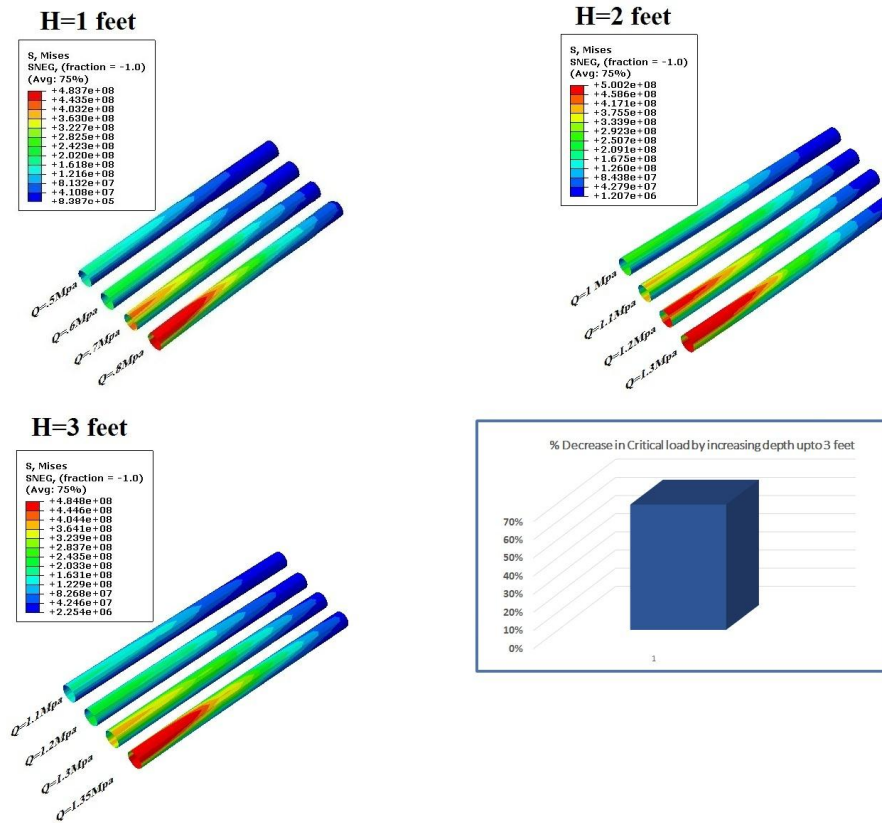 H=1 feet
S, Mises
SNEG, (fraction = -1.0)
(Avg: 75%)
+4.837e+08
+4.435e+08
+4.032e+08
+3.630e+08
+3.227e+08
+2.825e+08
+2.423e+08
+2.020e+08
+1.618e+08
+1.216e+08
+8.132e+07
+4.108e+07
+8.387e+05
Q=.5Mpa
Q=.6Mpa
Q=.7Mpa
Q=.8Mpa
H=2 feet
S, Mises
SNEG, (fraction = -1.0)
(Avg: 75%)
+5.002e+08
+4.586e+08
+4.171e+08
+3.755e+08
+3.339e+08
+2.923e+08
+2.507e+08
+2.091e+08
+1.675e+08
+1.260e+08
+8.438e+07
+4.279e+07
+1.207e+06
Q=1 Mpa
Q=1.1Mpa
Q=1.2Mpa
Q=1.3Mpa
H=3 feet
S, Mises
SNEG, (fraction = -1.0)
(Avg: 75%)
+4.848e+08
+4.446e+08
+4.044e+08
+3.641e+08
+3.239e+08
+2.837e+08
+2.435e+08
+2.033e+08
+1.631e+08
+1.229e+08
+8.268e+07
+4.246e+07
+2.254e+06
Q=1.1Mpa
Q=1.2Mpa
Q=1.3Mpa
Q=1.35Mpa
% Decrease in Critical load by increasing depth upto 3 feet
70%
60%
50%
40%
30%
20%
10%
0%
1